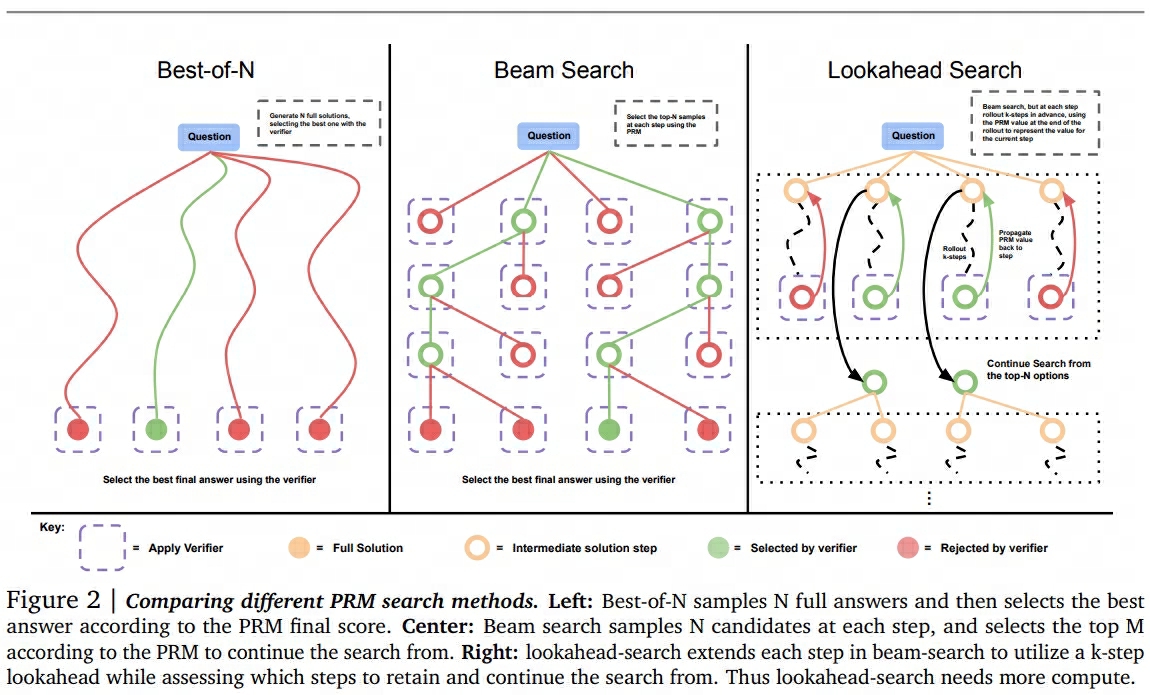 Best-of-N
Question
Generate N full solutions,
selecting the best one with the
verifier
Select the best final answer using the verifier
Beam Search
Question
Select the top-N samples
at each step using the
PRM
Select the best final answer using the verifier
Lookahead Search
Question
Beam search, but at each step
rollout k-steps in advance, using
the PRM value at the end of the
rollout to represent the value for
the current step
Rollout
k-steps
Propagate
PRM value
back to
step
Continue Search from
the top-N options
Key:
= Apply Verifier
= Full Solution
= Intermediate solution step
= Selected by verifier
= Rejected by verifier
Figure 2 | Comparing different PRM search methods. Left: Best-of-N samples N full answers and then selects the best
answer according to the PRM final score. Center: Beam search samples N candidates at each step, and selects the top M
according to the PRM to continue the search from. Right: lookahead-search extends each step in beam-search to utilize a k-step
lookahead while assessing which steps to retain and continue the search from. Thus lookahead-search needs more compute.